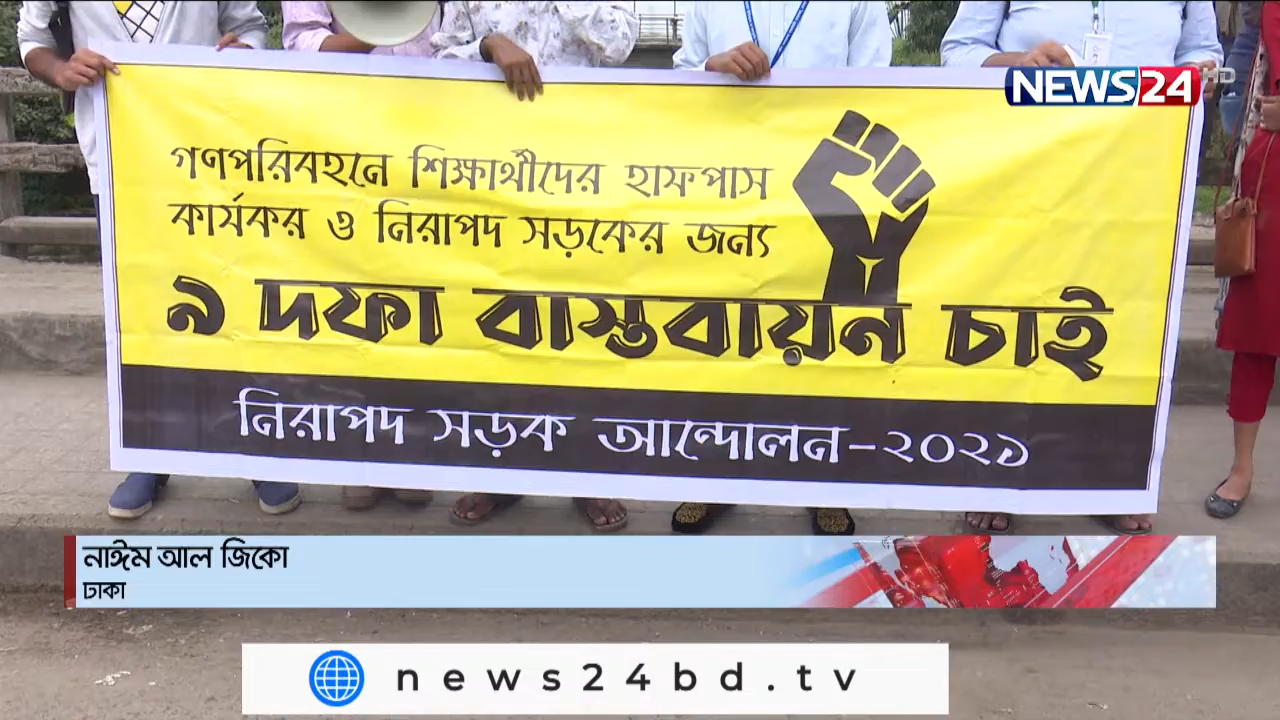 NEWS24 HD
গণপরিবহনে শিক্ষার্থীদের হাফপাস
কার্যকর ও নিরাপদ সড়কের জন্য
৯ দফা বাস্তবায়ন চাই
নিরাপদ সড়ক আন্দোলন-২০২১
নাঈম আল জিকো
ঢাকা
news24bd.tv